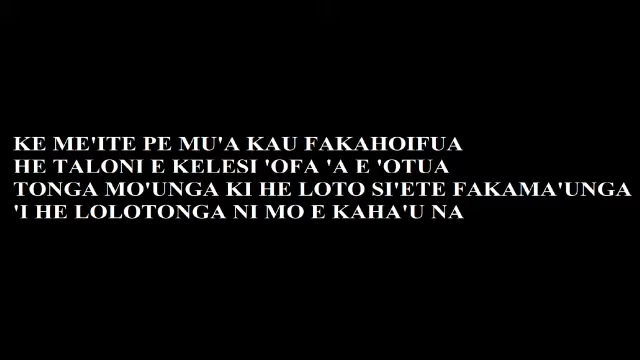 KE ME'ITE PE MU'A KAU FAKAHOIFUA
HE TALONI E KELESI 'OFA 'A E 'OTUA
TONGA MO'UNGA KI HE LOTO SI'ETE FAKAMA'UNGA
'I HE LOLOTONGA NI MO E KAHA'U NA